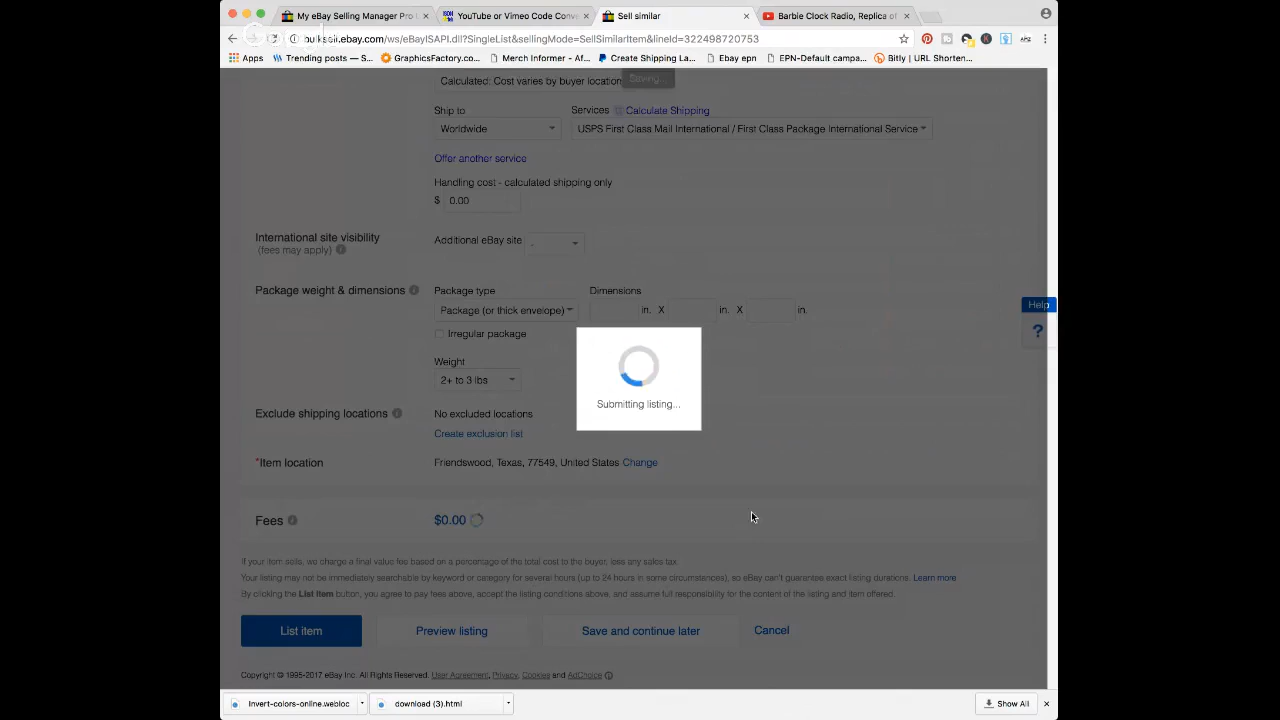 My eBay Selling Manager Pro
YouTube or Vimeo Code Conv
Sell similar
Barbie Clock Radio, Replica of
bulksell.ebay.com/ws/eBayISAPI.dll?SingleList&sellingMode=SellSimilarItem&lineId=322498720753
Apps
Trending posts — S...
GraphicsFactory.co...
Merch Informer - Af...
Create Shipping La...
Ebay epn
EPN-Default campa...
Bitly | URL Shorten...
Calculated: Cost varies by buyer location
Saving...
Ship to
Services
Calculate Shipping
Worldwide
USPS First Class Mail International / First Class Package International Service
Offer another service
Handling cost - calculated shipping only
$ 0.00
International site visibility
(fees may apply)
Additional eBay site
-
Package weight & dimensions
Package type
Dimensions
Package (or thick envelope)
in. X
in. X
in.
Irregular package
Help
?
Weight
2+ to 3 lbs
Submitting listing...
Exclude shipping locations
No excluded locations
Create exclusion list
*Item location
Friendswood, Texas, 77549, United States Change
Fees
$0.00
If your item sells, we charge a final value fee based on a percentage of the total cost to the buyer, less any sales tax.
Your listing may not be immediately searchable by keyword or category for several hours (up to 24 hours in some circumstances), so eBay can't guarantee exact listing durations. Learn more
By clicking the List item button, you agree to pay fees above, accept the listing conditions above, and assume full responsibility for the content of the listing and item offered.
List item
Preview listing
Save and continue later
Cancel
Copyright © 1995-2017 eBay Inc. All Rights Reserved. User Agreement, Privacy, Cookies and AdChoice
Invert-colors-online.webloc
download (3).html
Show All